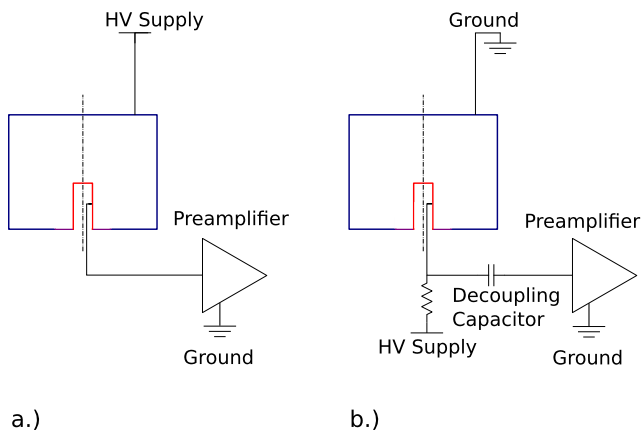 HV Supply
Preamplifier
Ground
a.)
Ground
Preamplifier
Decoupling
Capacitor
HV Supply
Ground
b.)